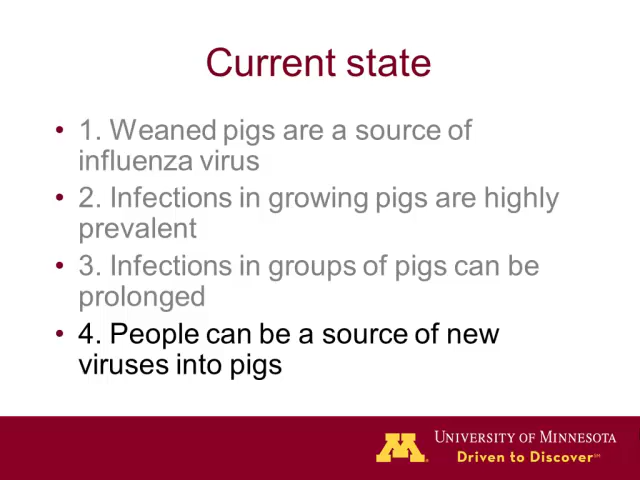 Current state
• 1. Weaned pigs are a source of
influenza virus
• 2. Infections in growing pigs are highly
prevalent
• 3. Infections in groups of pigs can be
prolonged
• 4. People can be a source of new
viruses into pigs
M
UNIVERSITY OF MINNESOTA
Driven to Discover℠